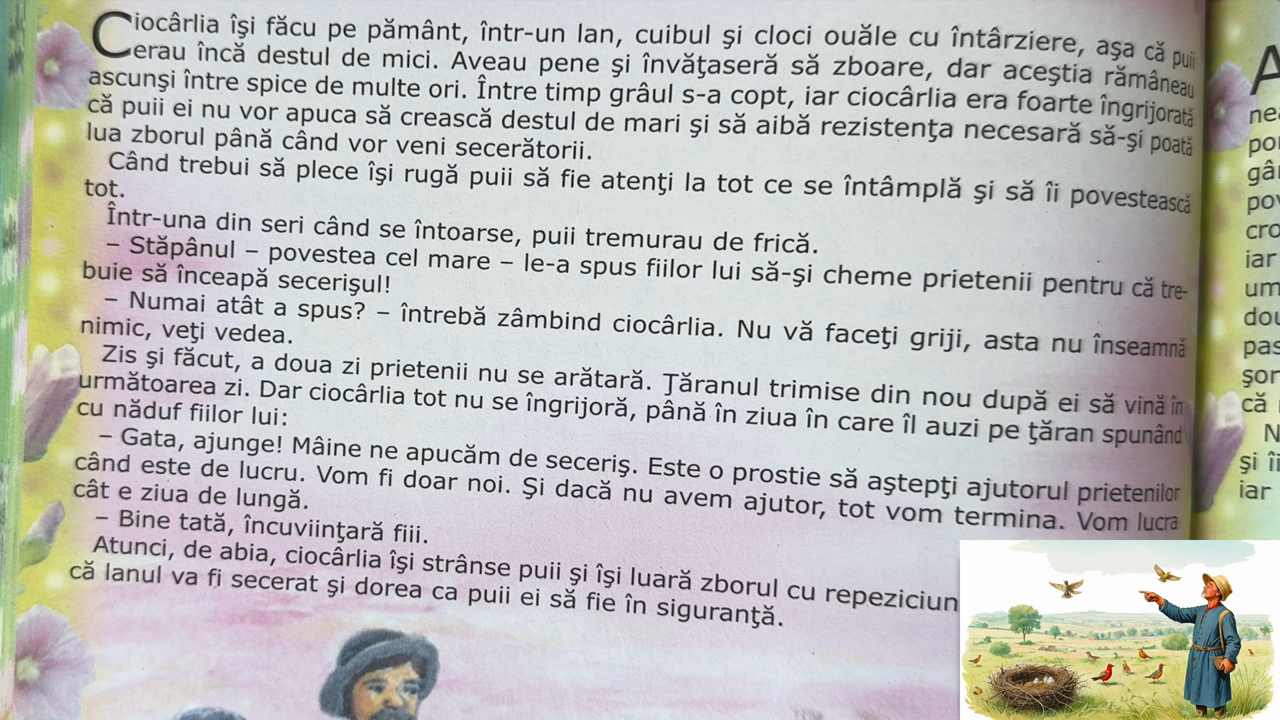 Ciocârlia îşi făcu pe pământ, într-un lan, cuibul şi cloci ouăle cu întârziere, aşa că puii
erau încă destul de mici. Aveau pene şi învăţaseră să zboare, dar aceştia rămâneau
ascunşi între spice de multe ori. Între timp grâul s-a copt, iar ciocârlia era foarte îngrijorată
că puii ei nu vor apuca să crească destul de mari şi să aibă rezistenţa necesară să-şi poată
lua zborul până când vor veni secerătorii.
Când trebui să plece îşi rugă puii să fie atenţi la tot ce se întâmplă şi să îi povestească
tot.
Într-una din seri când se întoarse, puii tremurau de frică.
– Stăpânul – povestea cel mare – le-a spus fiilor lui să-şi cheme prietenii pentru că tre-
buie să înceapă secerişul!
– Numai atât a spus? – întrebă zâmbind ciocârlia. Nu vă faceţi griji, asta nu înseamnă
nimic, veţi vedea.
Zis şi făcut, a doua zi prietenii nu se arătară. Ţăranul trimise din nou după ei să vină în
următoarea zi. Dar ciocârlia tot nu se îngrijoră, până în ziua în care îl auzi pe ţăran spunând
cu năduf fiilor lui:
– Gata, ajunge! Mâine ne apucăm de seceriş. Este o prostie să aştepţi ajutorul prietenilor
când este de lucru. Vom fi doar noi. Şi dacă nu avem ajutor, tot vom termina. Vom lucra
cât e ziua de lungă.
– Bine tată, încuviinţară fiii.
Atunci, de abia, ciocârlia îşi strânse puii şi îşi luară zborul cu repeziciun
că lanul va fi secerat şi dorea ca puii ei să fie în siguranţă.
iar
că
şi îi
iar